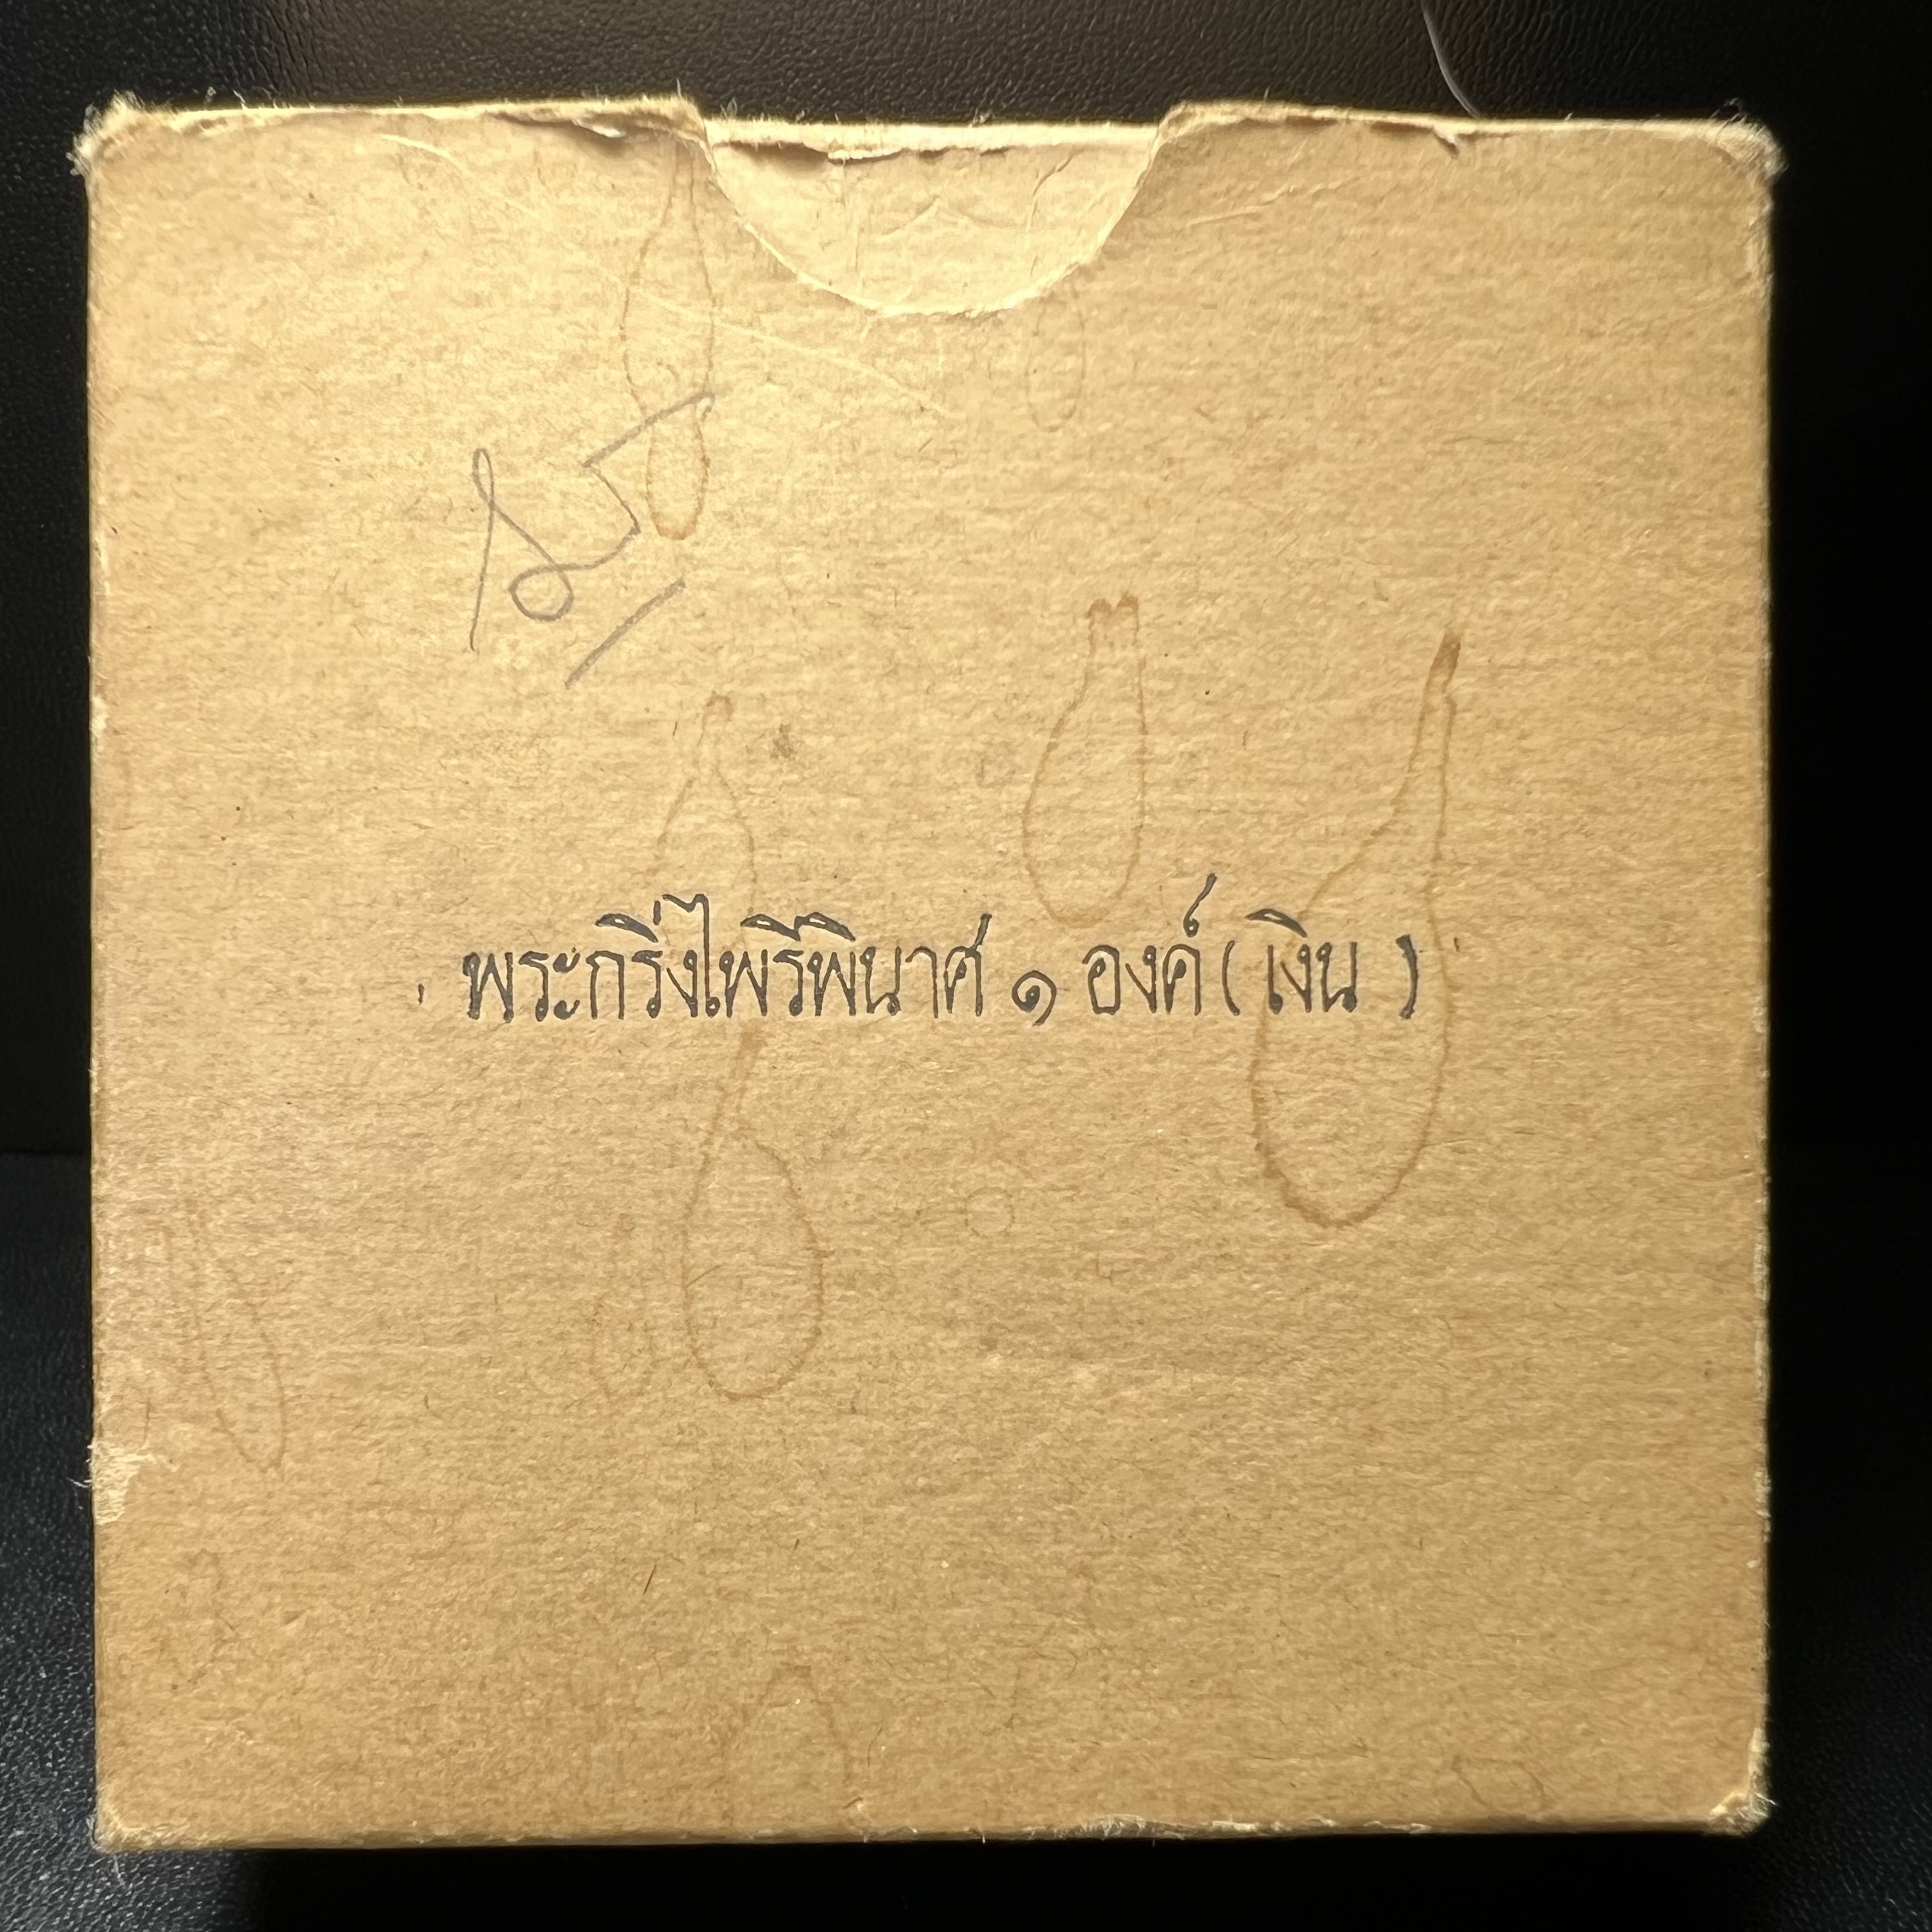 พระกริ่งไพรีพินาศ ๑ องค์ ( เงิน )